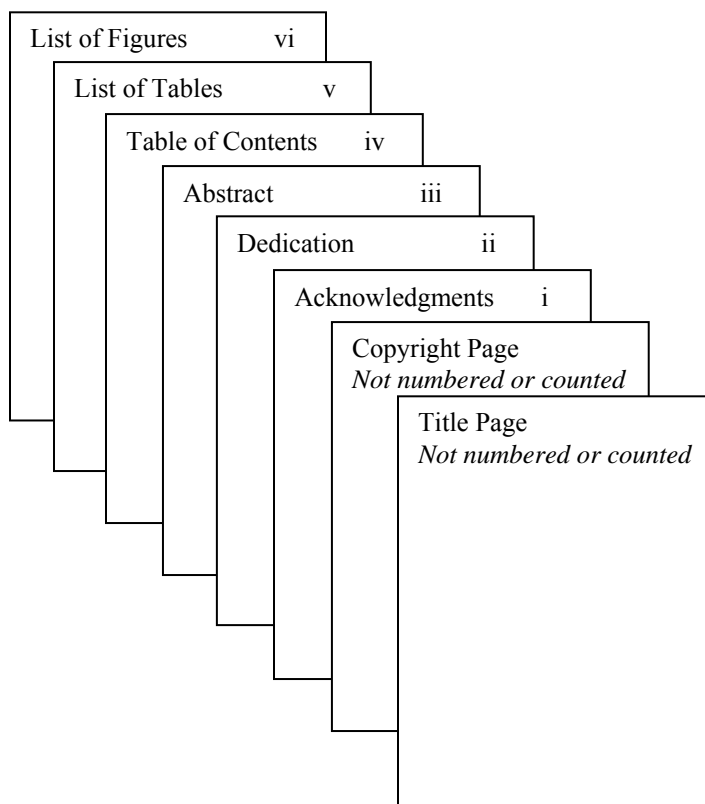 List of Figures vi
List of Tables v
Table of Contents iv
Abstract iii
Dedication ii
Acknowledgments i
Copyright Page
Not numbered or counted
Title Page
Not numbered or counted